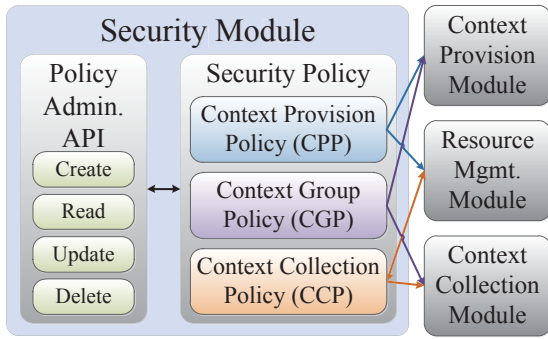 Security Module
Policy
Admin.
API
Create
Read
Update
Delete
Security Policy
Context Provision
Policy (CPP)
Context Group
Policy (CGP)
Context Collection
Policy (CCP)
Context
Provision
Module
Resource
Mgmt.
Module
Context
Collection
Module